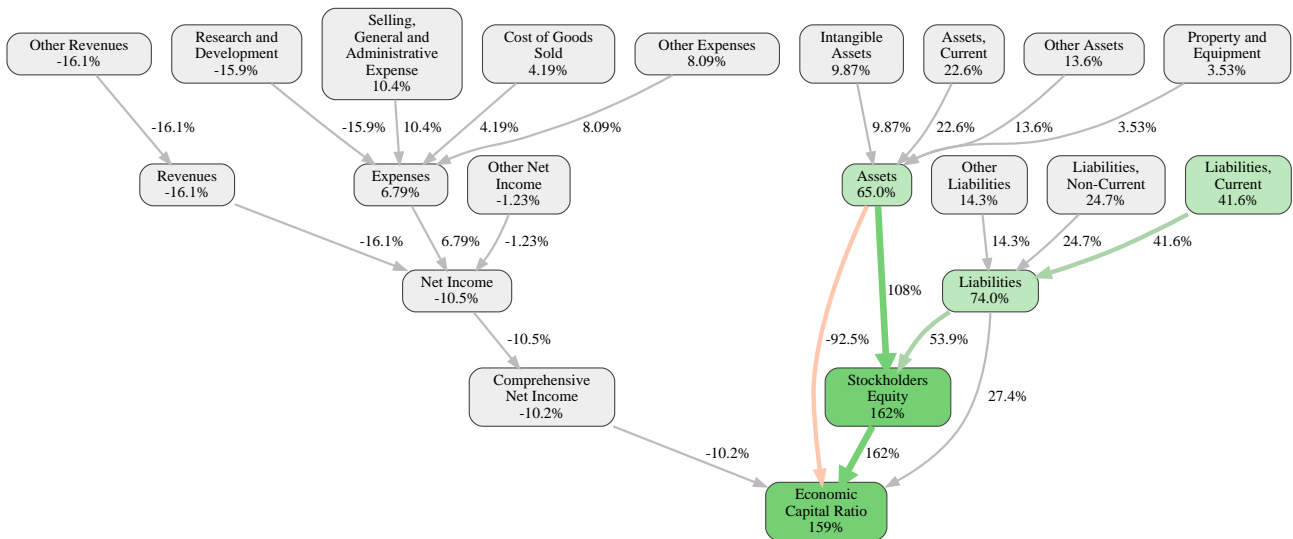 Other Revenues
-16.1%
Research and
Development
-15.9%
Selling,
General and
Administrative
Expense
10.4%
Cost of Goods
Sold
4.19%
Other Expenses
8.09%
Intangible
Assets
9.87%
Assets,
Current
22.6%
Other Assets
13.6%
Property and
Equipment
3.53%
-16.1%
-15.9%
10.4%
4.19%
8.09%
9.87%
22.6%
13.6%
3.53%
Revenues
-16.1%
Expenses
6.79%
Other Net
Income
-1.23%
Assets
65.0%
Other
Liabilities
14.3%
Liabilities,
Non-Current
24.7%
Liabilities,
Current
41.6%
-16.1%
6.79%
-1.23%
14.3%
24.7%
41.6%
Net Income
-10.5%
108%
Liabilities
74.0%
-10.5%
-92.5%
53.9%
Comprehensive
Net Income
-10.2%
Stockholders
Equity
162%
27.4%
-10.2%
162%
Economic
Capital Ratio
159%